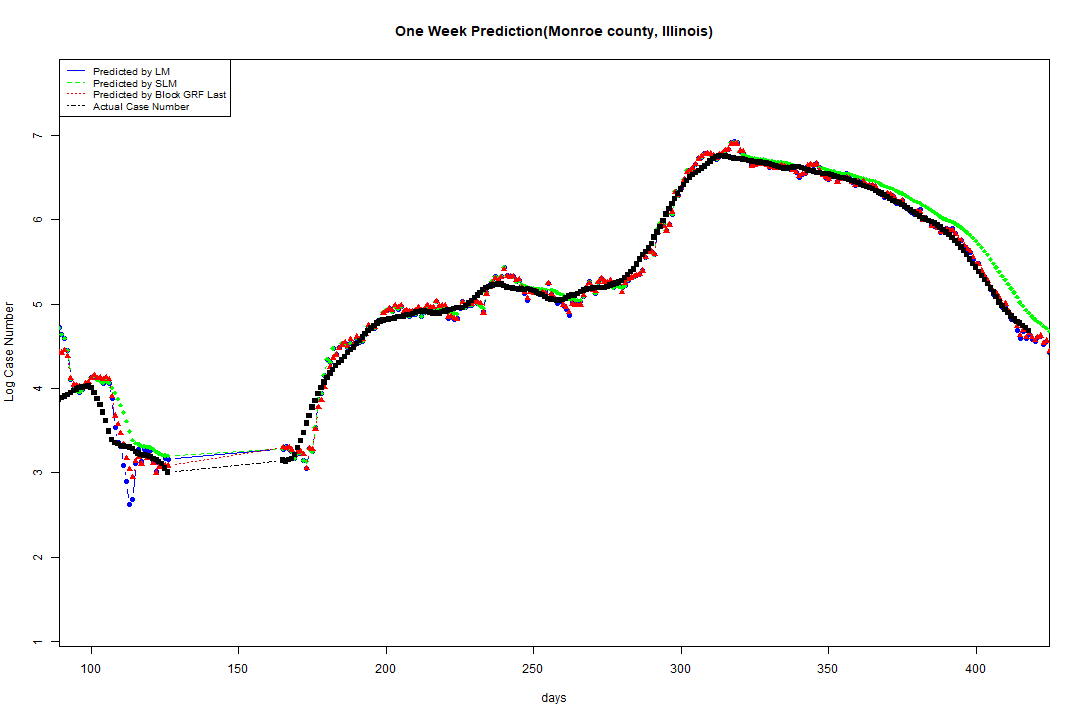 One Week Prediction(Monroe county, Illinois)
Predicted by LM
Predicted by SLM
Predicted by Block GRF Last
Actual Case Number
Log Case Number
7
6
5
4
3
2
1
100 150 200 250 300 350 400
days